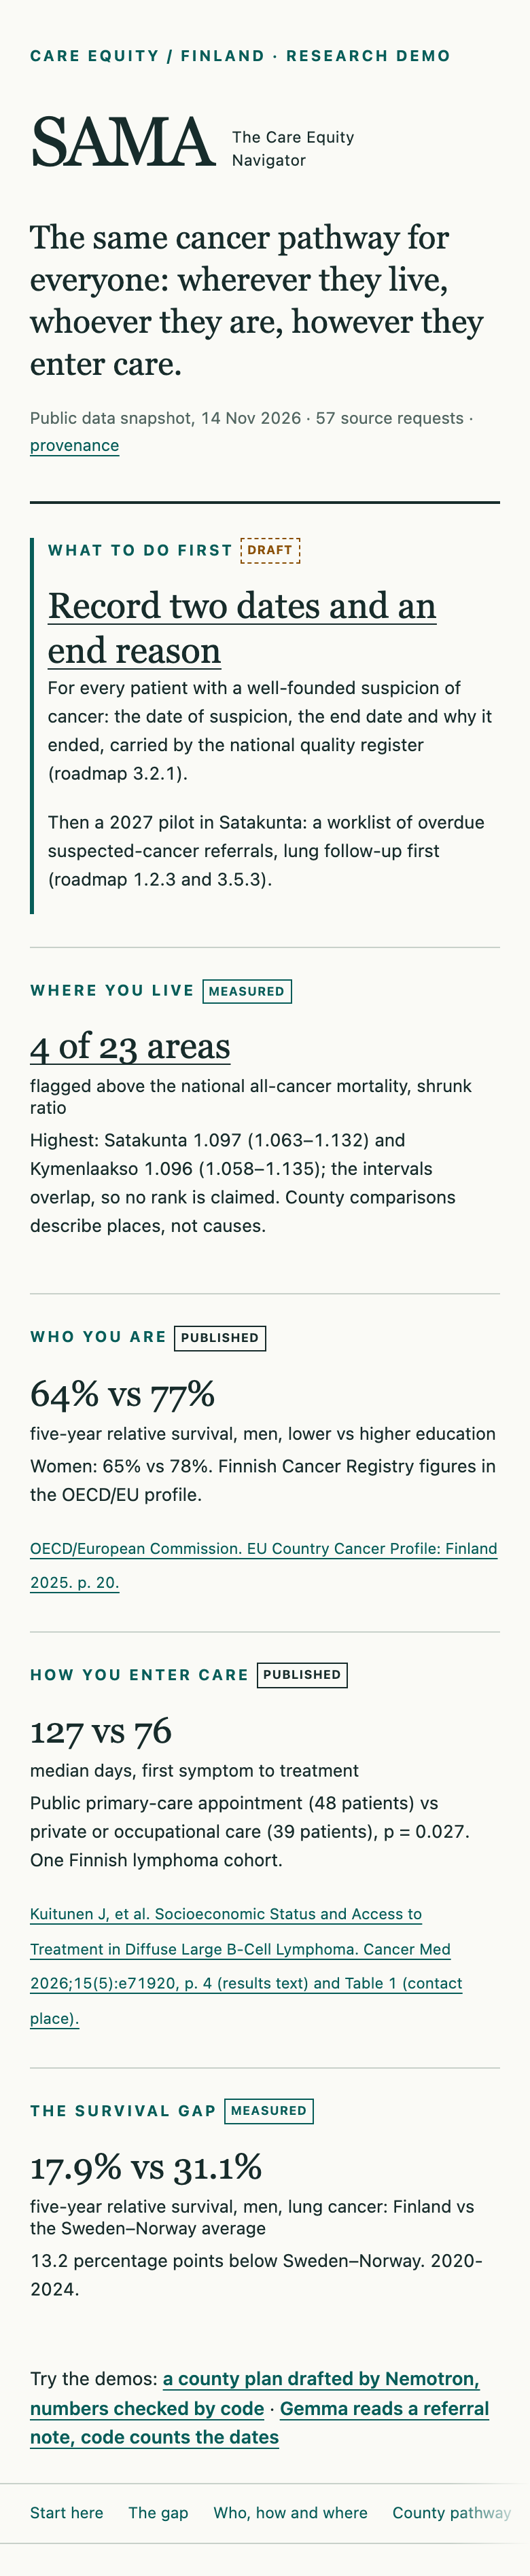 CARE EQUITY / FINLAND · RESEARCH DEMO
SAMA
The Care Equity
Navigator
The same cancer pathway for
everyone: wherever they live,
whoever they are, however they
enter care.
Public data snapshot, 14 Nov 2026 · 57 source requests ·
provenance
WHAT TO DO FIRST DRAFT
Record two dates and an
end reason
For every patient with a well-founded suspicion of
cancer: the date of suspicion, the end date and why it
ended, carried by the national quality register
(roadmap 3.2.1).
Then a 2027 pilot in Satakunta: a worklist of overdue
suspected-cancer referrals, lung follow-up first
(roadmap 1.2.3 and 3.5.3).
WHERE YOU LIVE MEASURED
4 of 23 areas
flagged above the national all-cancer mortality, shrunk
ratio
Highest: Satakunta 1.097 (1.063–1.132) and
Kymenlaakso 1.096 (1.058–1.135); the intervals
overlap, so no rank is claimed. County comparisons
describe places, not causes.
WHO YOU ARE PUBLISHED
64% vs 77%
five-year relative survival, men, lower vs higher education
Women: 65% vs 78%. Finnish Cancer Registry figures in
the OECD/EU profile.
OECD/European Commission. EU Country Cancer Profile: Finland
2025. p. 20.
HOW YOU ENTER CARE PUBLISHED
127 vs 76
median days, first symptom to treatment
Public primary-care appointment (48 patients) vs
private or occupational care (39 patients), p = 0.027.
One Finnish lymphoma cohort.
Kuitunen J, et al. Socioeconomic Status and Access to
Treatment in Diffuse Large B-Cell Lymphoma. Cancer Med
2026;15(5):e71920, p. 4 (results text) and Table 1 (contact
place).
THE SURVIVAL GAP MEASURED
17.9% vs 31.1%
five-year relative survival, men, lung cancer: Finland vs
the Sweden–Norway average
13.2 percentage points below Sweden–Norway. 2020-
2024.
Try the demos: a county plan drafted by Nemotron,
numbers checked by code · Gemma reads a referral
note, code counts the dates
Start here The gap Who, how and where County pathway